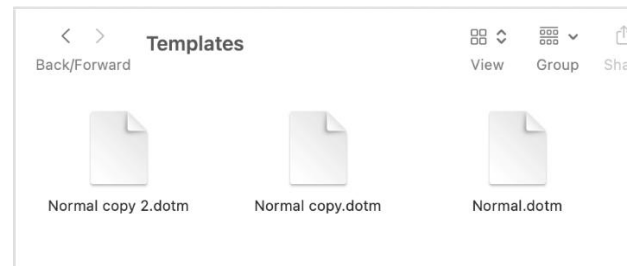 Templates
Back/Forward
View
Group
Normal copy 2.dotm
Normal copy.dotm
Normal.dotm